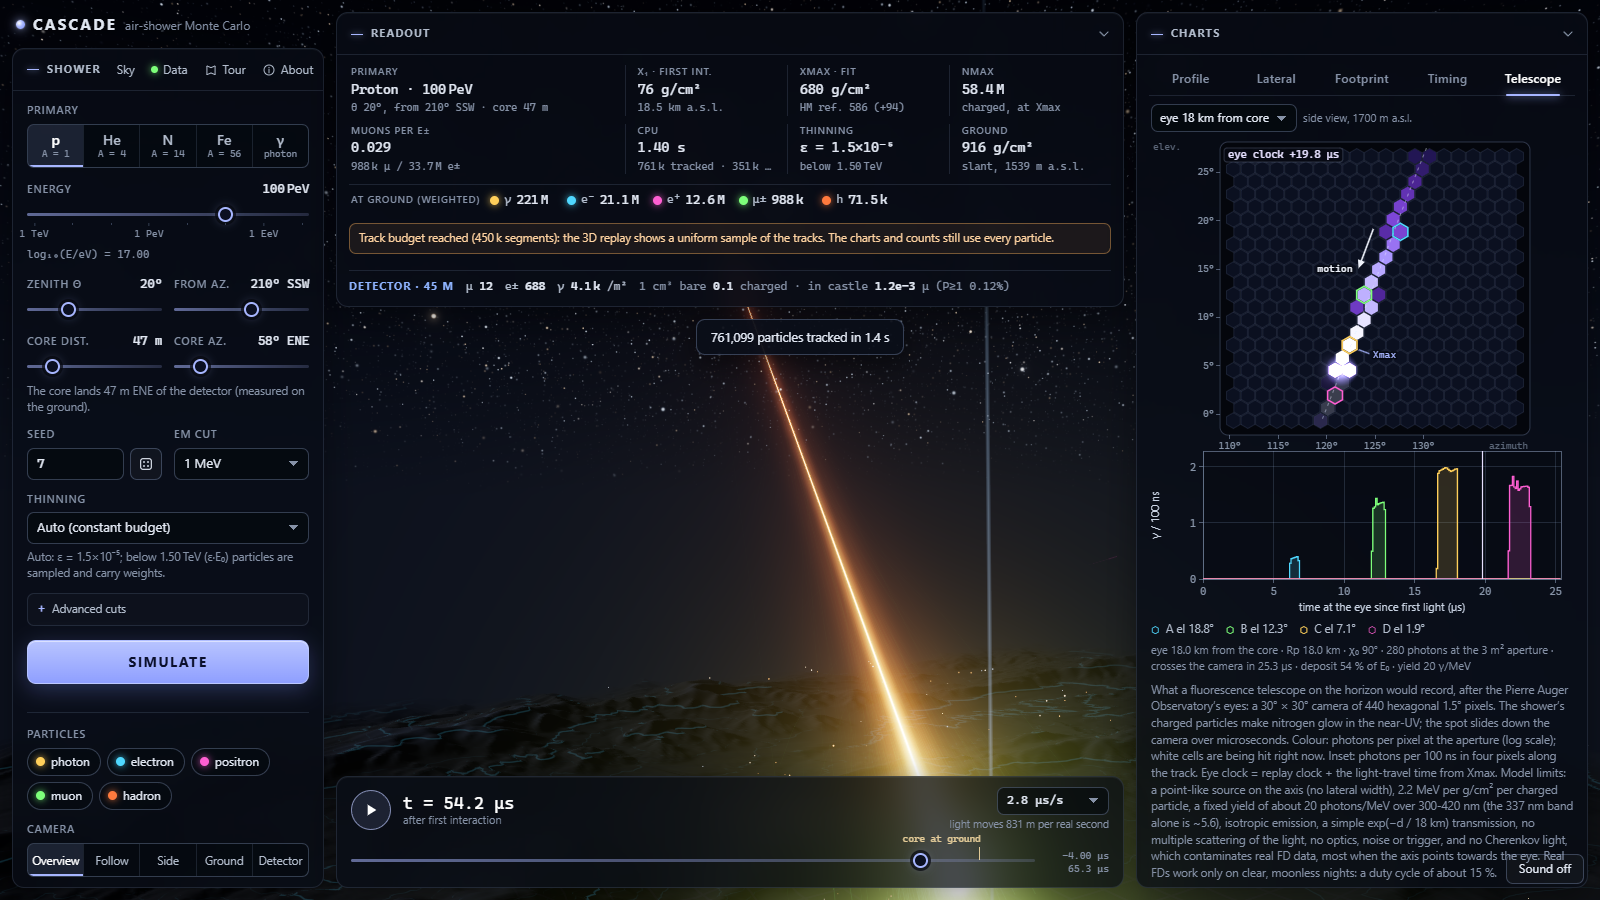 CASCADE air-shower Monte Carlo
SHOWER Sky Data Tour About
PRIMARY
p He N Fe γ
A = 1 A = 4 A = 14 A = 56 photon
ENERGY 100 PeV
1 TeV 1 PeV 1 EeV
log₁₀(E/eV) = 17.00
ZENITH Θ 20° FROM AZ. 210° SSW
CORE DIST. 47 m CORE AZ. 58° ENE
The core lands 47 m ENE of the detector (measured on
the ground).
SEED EM CUT
7 1 MeV
THINNING
Auto (constant budget)
Auto: ε = 1.5×10⁻⁵; below 1.50 TeV (ε·E₀) particles are
sampled and carry weights.
+ Advanced cuts
SIMULATE
PARTICLES
photon electron positron
muon hadron
CAMERA
Overview Follow Side Ground Detector
READOUT
PRIMARY X₁ · FIRST INT. XMAX · FIT NMAX
Proton · 100 PeV 76 g/cm² 680 g/cm² 58.4 M
θ 20°, from 210° SSW · core 47 m 18.5 km a.s.l. HM ref. 586 (+94) charged, at Xmax
MUONS PER E± CPU THINNING GROUND
0.029 1.40 s ε = 1.5×10⁻⁵ 916 g/cm²
988 k μ / 33.7 M e± 761 k tracked · 351 k … below 1.50 TeV slant, 1539 m a.s.l.
AT GROUND (WEIGHTED) γ 221 M e⁻ 21.1 M e⁺ 12.6 M μ± 988 k h 71.5 k
Track budget reached (450 k segments): the 3D replay shows a uniform sample of the tracks. The charts and counts still use every particle.
DETECTOR · 45 M μ 12 e± 688 γ 4.1 k /m² 1 cm³ bare 0.1 charged · in castle 1.2e-3 μ (P≥1 0.12%)
761,099 particles tracked in 1.4 s
t = 54.2 μs
after first interaction
2.8 μs/s
light moves 831 m per real second
core at ground
−4.00 μs
65.3 μs
CHARTS
Profile Lateral Footprint Timing Telescope
eye 18 km from core side view, 1700 m a.s.l.
elev.
eye clock +19.8 μs
25°
20°
15°
10°
5°
0°
motion
Xmax
110° 115° 120° 125° 130° azimuth
γ / 100 ns
2
1
0
0 5 10 15 20 25
time at the eye since first light (μs)
A el 18.8° B el 12.3° C el 7.1° D el 1.9°
eye 18.0 km from the core · Rp 18.0 km · χ₀ 90° · 280 photons at the 3 m² aperture ·
crosses the camera in 25.3 μs · deposit 54 % of E₀ · yield 20 γ/MeV
What a fluorescence telescope on the horizon would record, after the Pierre Auger
Observatory's eyes: a 30° × 30° camera of 440 hexagonal 1.5° pixels. The shower's
charged particles make nitrogen glow in the near-UV; the spot slides down the
camera over microseconds. Colour: photons per pixel at the aperture (log scale);
white cells are being hit right now. Inset: photons per 100 ns in four pixels along
the track. Eye clock = replay clock + the light-travel time from Xmax. Model limits:
a point-like source on the axis (no lateral width), 2.2 MeV per g/cm² per charged
particle, a fixed yield of about 20 photons/MeV over 300-420 nm (the 337 nm band
alone is ~5.6), isotropic emission, a simple exp(−d / 18 km) transmission, no
multiple scattering of the light, no optics, noise or trigger, and no Cherenkov light,
which contaminates real FD data, most when the axis points towards the eye. Real
FDs work only on clear, moonless nights: a duty cycle of about 15 %.
Sound off